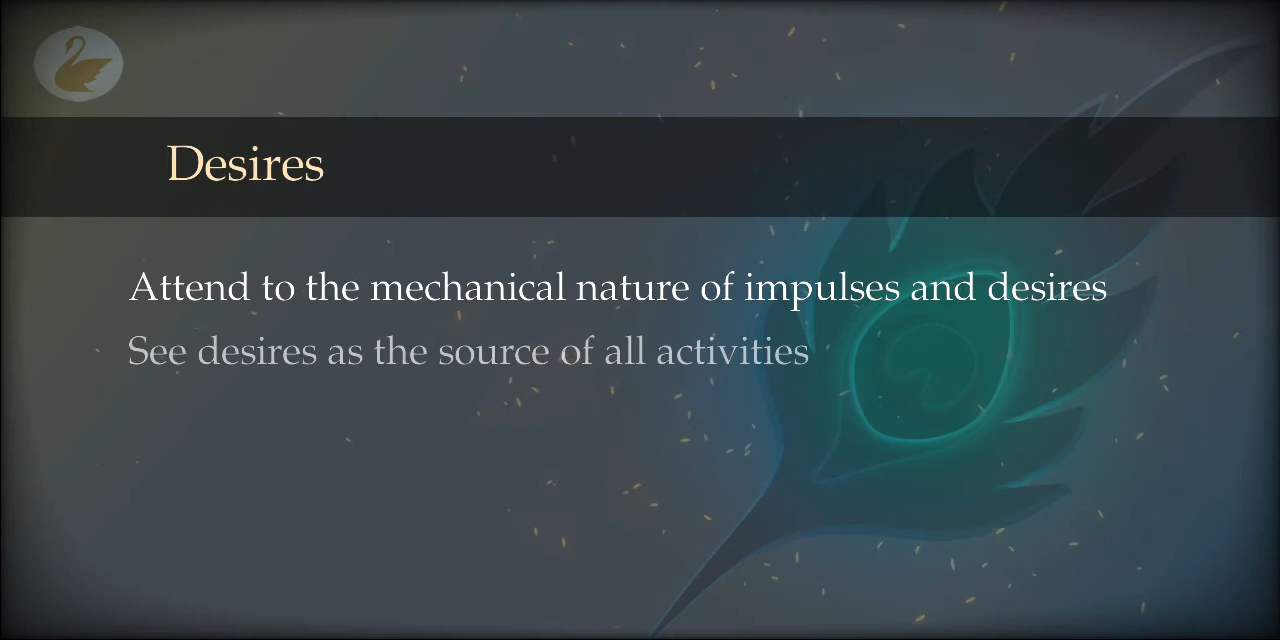 Desires
Attend to the mechanical nature of impulses and desires
See desires as the source of all activities